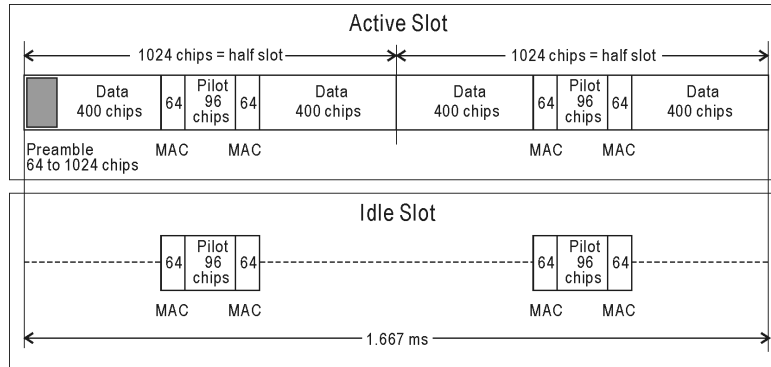 Active Slot
1024 chips = half slot
1024 chips = half slot
Data
400 chips
64
Pilot
96
chips
64
Data
400 chips
Data
400 chips
64
Pilot
96
chips
64
Data
400 chips
Preamble
64 to 1024 chips
MAC
MAC
MAC
MAC
Idle Slot
64
Pilot
96
chips
64
64
Pilot
96
chips
64
MAC
MAC
MAC
MAC
1.667 ms